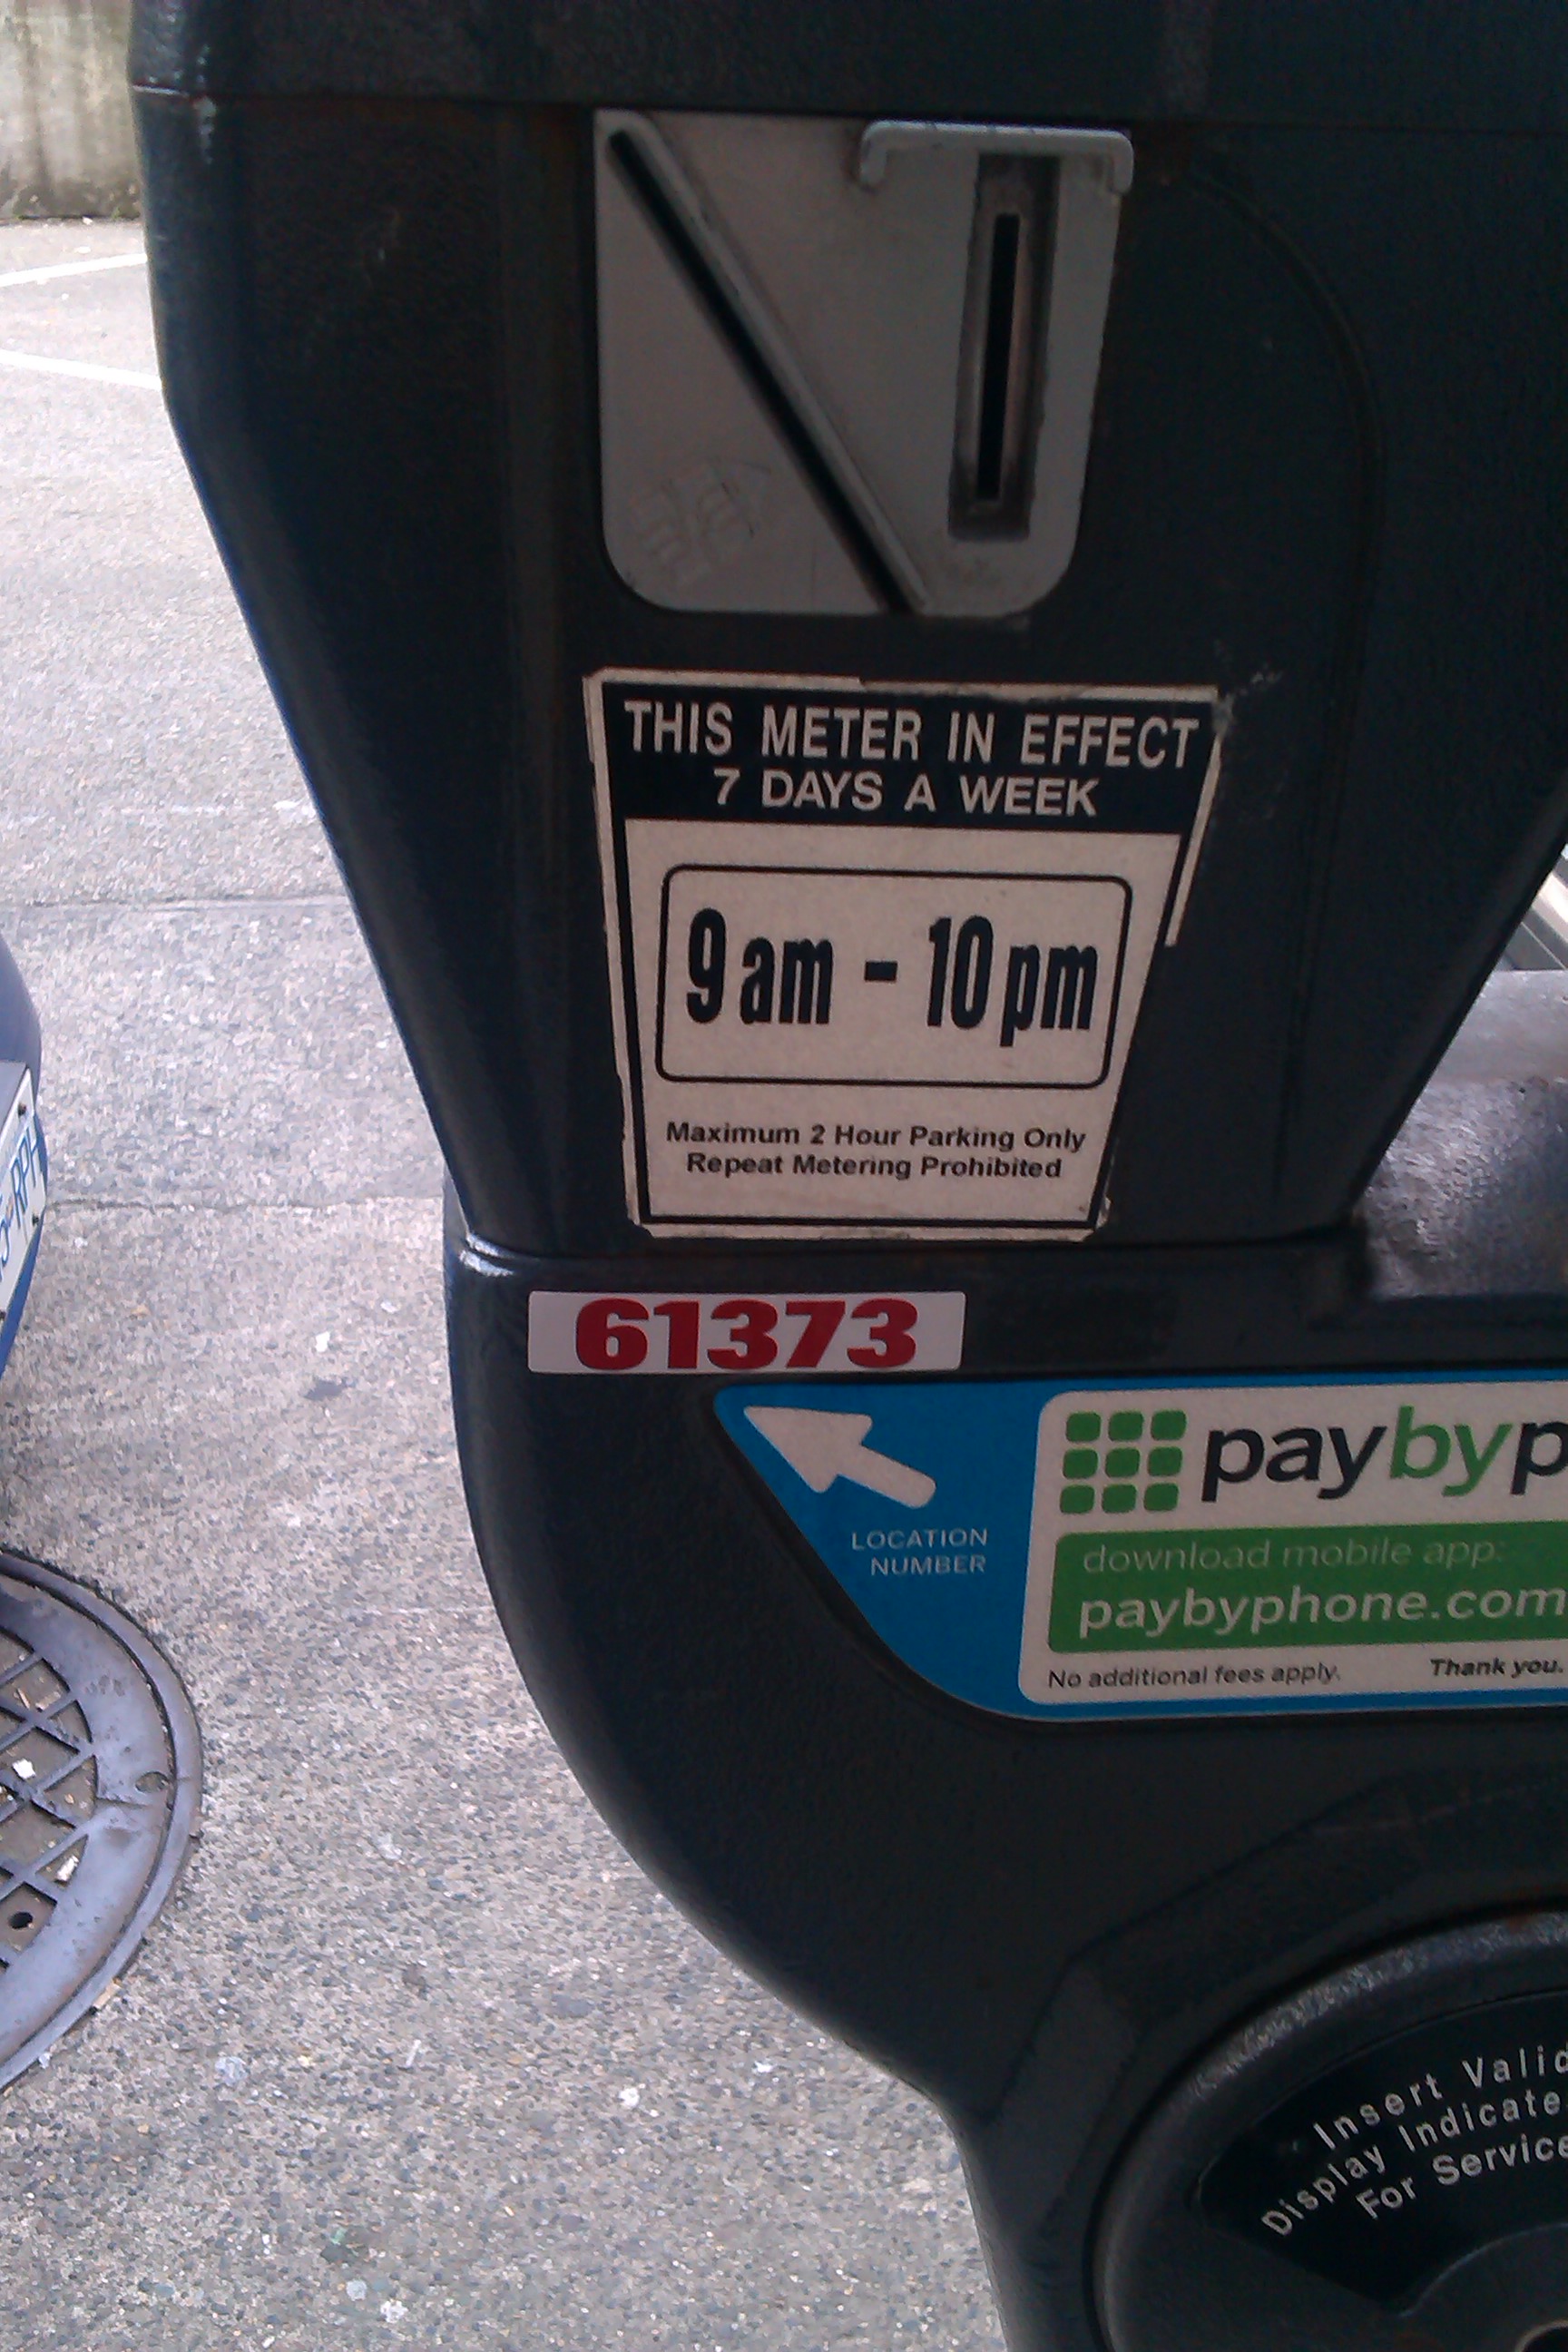 THIS METER IN EFFECT
7 DAYS A WEEK
9 am - 10 pm
Maximum 2 Hour Parking Only
Repeat Metering Prohibited
61373
paybyp
LOCATION
NUMBER
download mobile app:
paybyphone.com
No additional fees apply. Thank you.
Insert Valid
Display Indicate
For Service